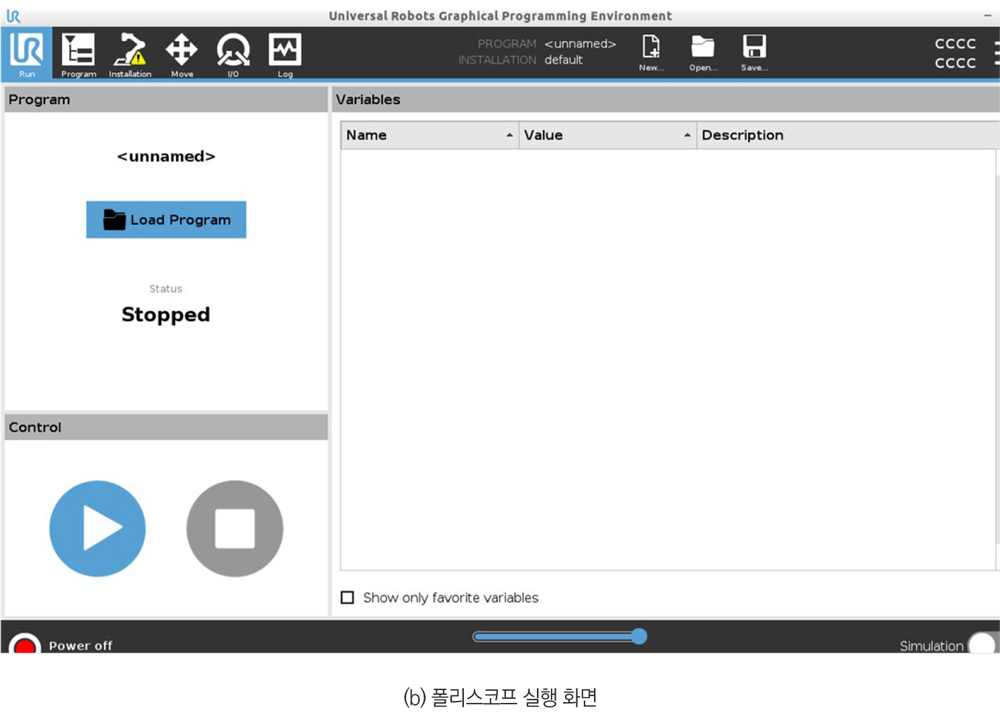 UR
Universal Robots Graphical Programming Environment
UR
Run
Program
Installation
Move
I/O
Log
PROGRAM <unnamed>
INSTALLATION default
New...
Open...
Save...
CCCC
CCCC
Program
Variables
<unnamed>
Load Program
Status
Stopped
Name
Value
Description
Control
Show only favorite variables
Power off
Simulation
(b) 폴리스코프 실행 화면